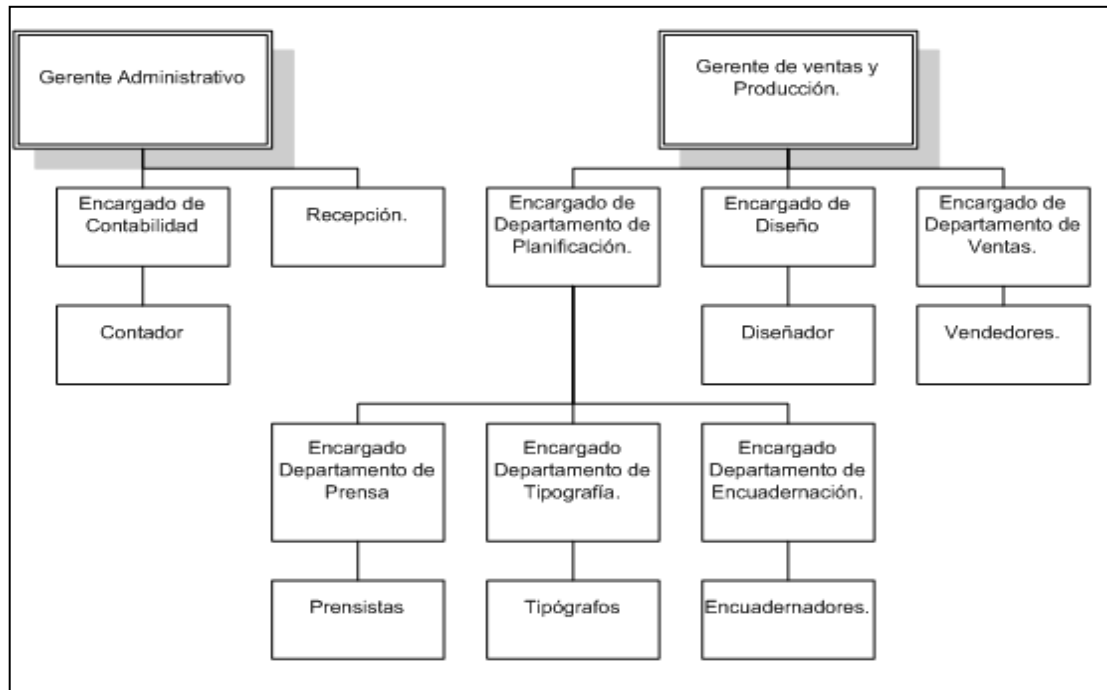 Gerente Administrativo
Gerente de ventas y
Producción.
Encargado de
Contabilidad
Recepción.
Encargado de
Departamento de
Planificación.
Encargado de
Diseño
Encargado de
Departamento de
Ventas.
Contador
Diseñador
Vendedores.
Encargado
Departamento de
Prensa
Encargado
Departamento de
Tipografía.
Encargado
Departamento de
Encuadernación.
Prensistas
Tipógrafos
Encuadernadores.